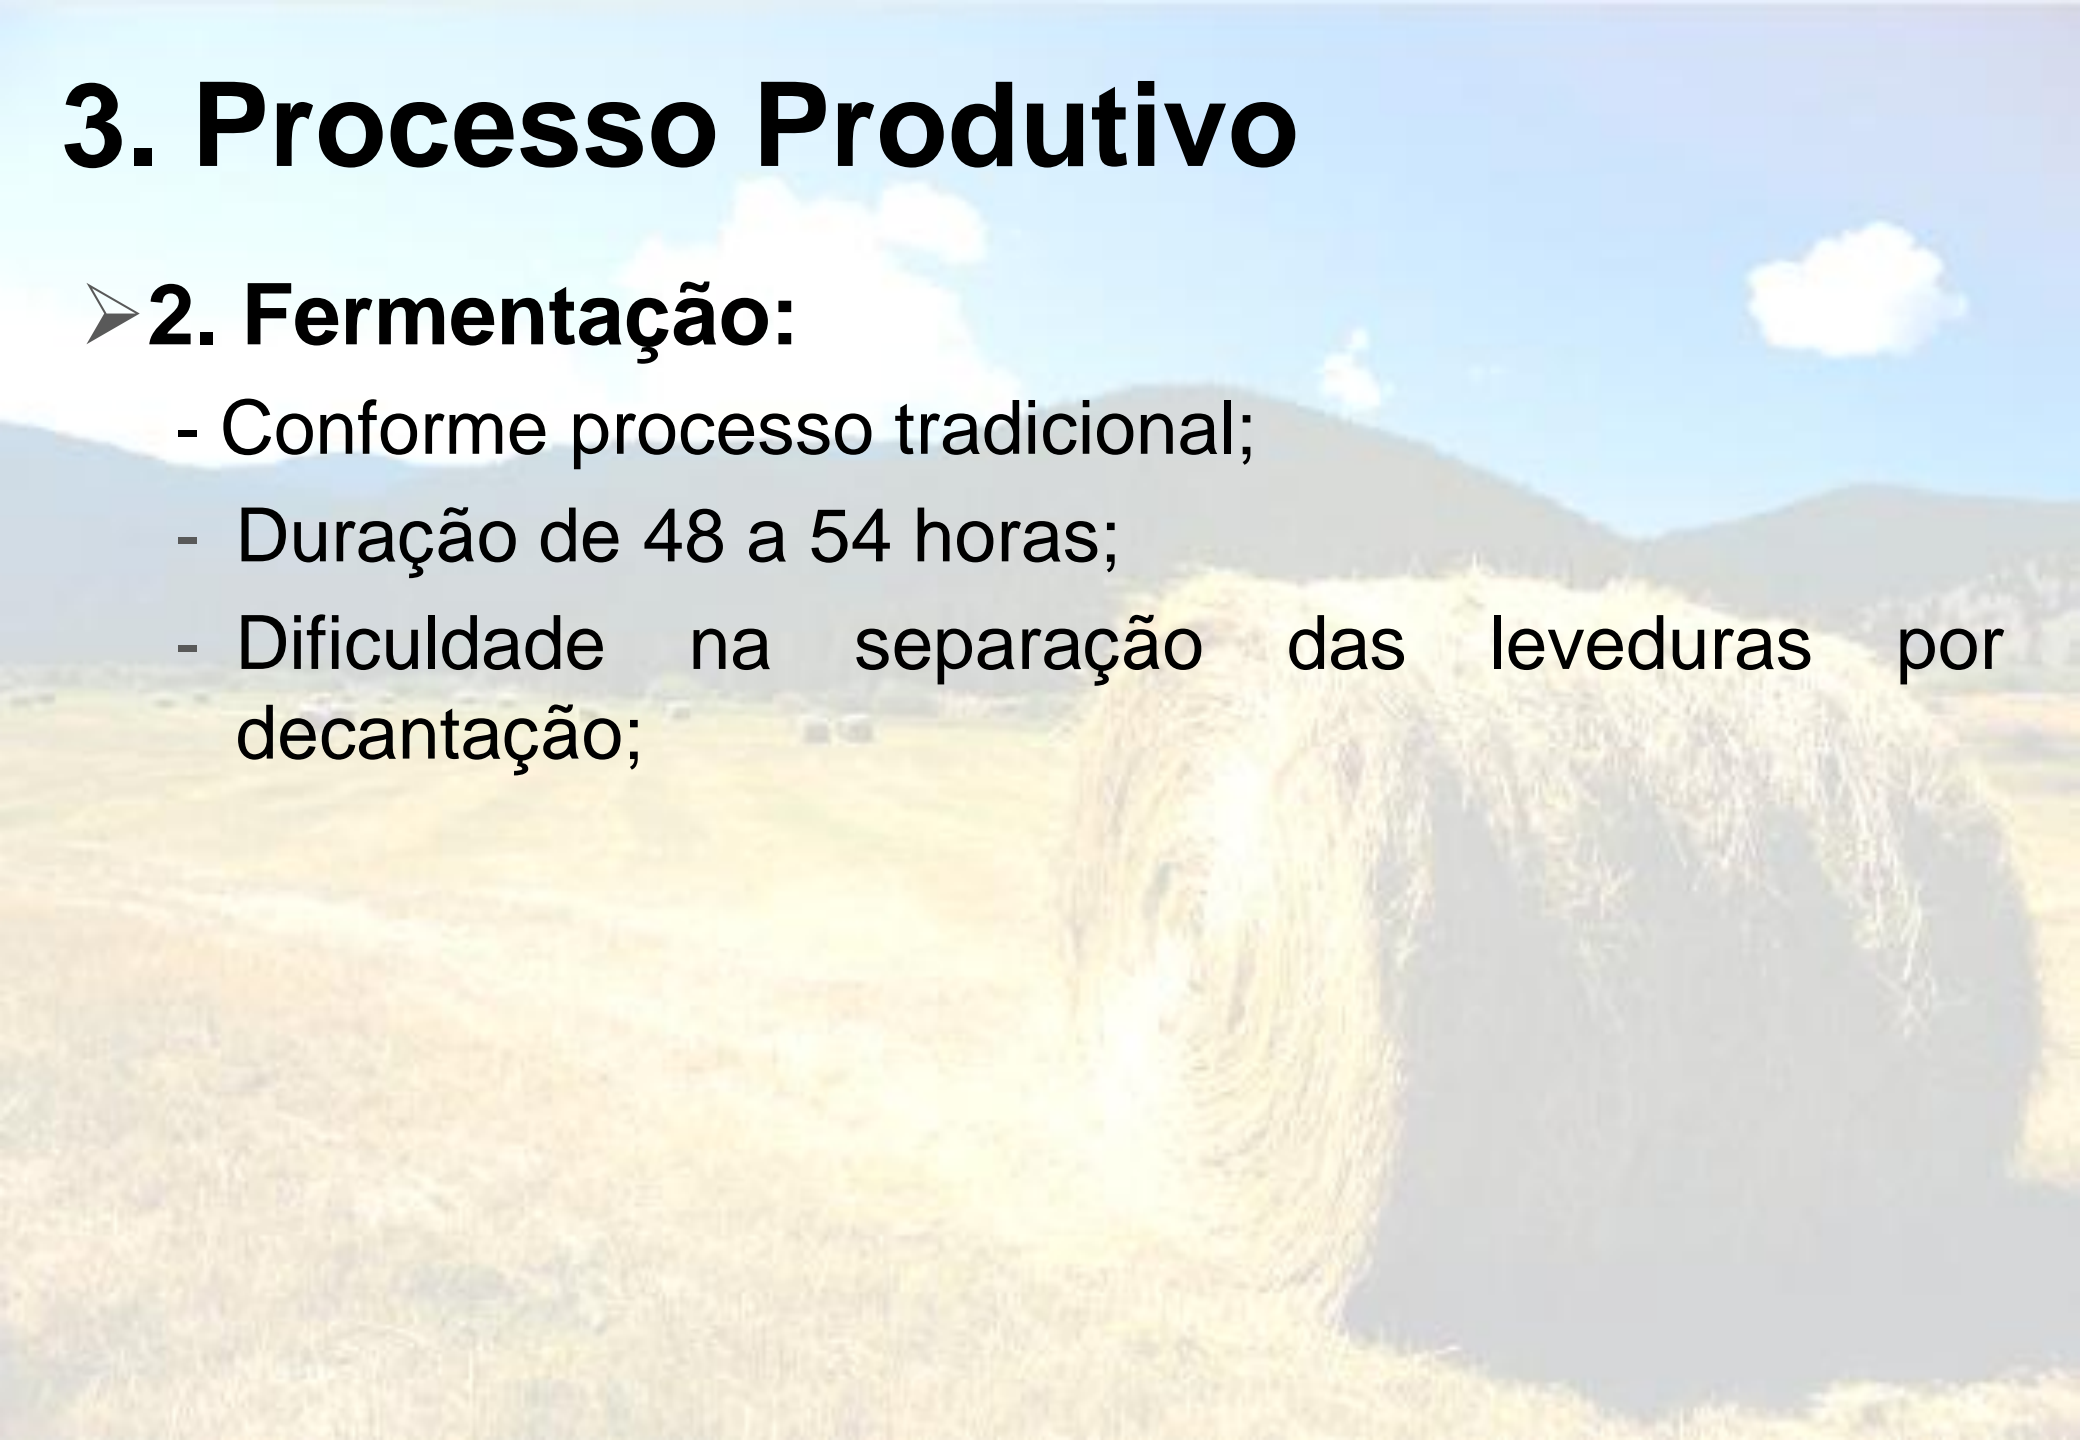 3. Processo Produtivo
➢2. Fermentação:
- Conforme processo tradicional;
- Duração de 48 a 54 horas;
- Dificuldade na separação das leveduras por
decantação;